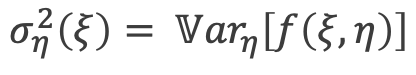 σ_η^2(ξ) = 𝕍ar_η[f(ξ, η)]